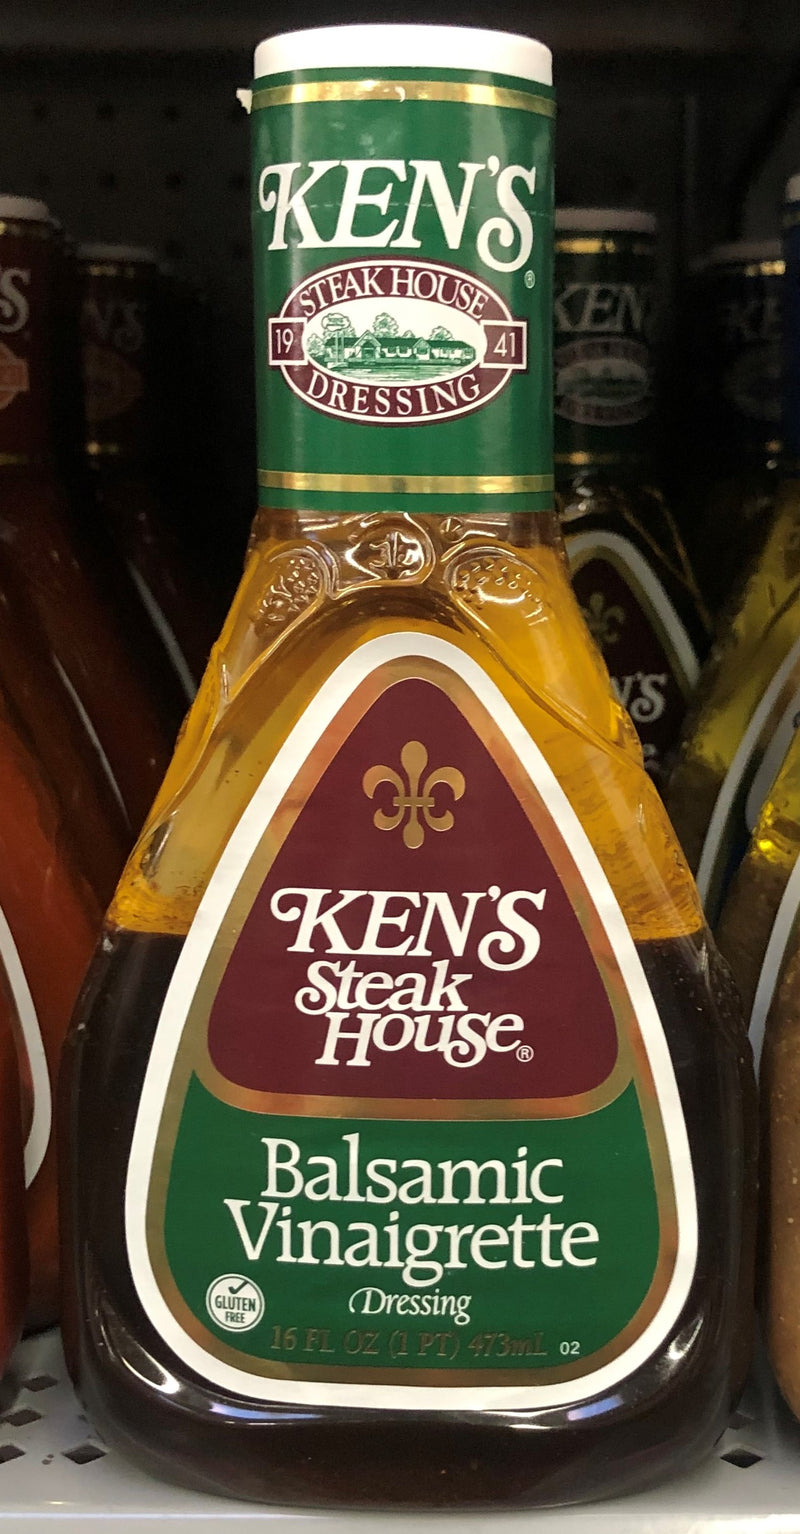 KEN'S®
STEAK HOUSE
19 41
DRESSING
KEN'S
Steak
House®
Balsamic
Vinaigrette
Dressing
GLUTEN
FREE
16 FL OZ (1 PT) 473mL 02
KEN
N'S